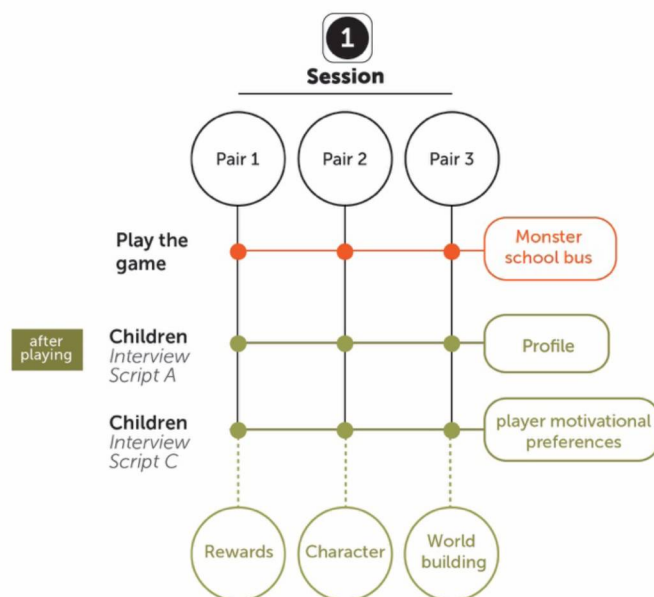 1
Session
Pair 1
Pair 2
Pair 3
Play the
game
Monster
school bus
after
playing
Children
Interview
Script A
Profile
Children
Interview
Script C
player motivational
preferences
Rewards
Character
World
building